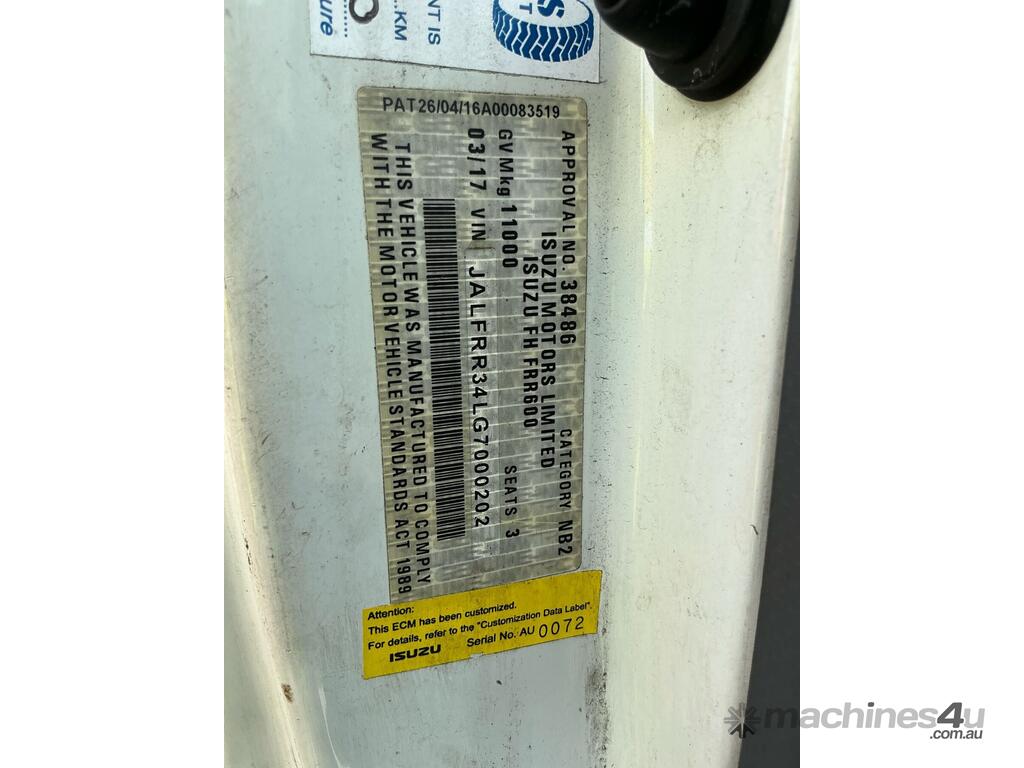 NT IS
...KM
ure
S
T
PAT26/04/16A00083519
APPROVAL NO. 38486 CATEGORY NB2
ISUZU MOTORS LIMITED
ISUZU FH FRR600
GVMkg 11000 SEATS 3
03/17 VIN JALFRR34LG7000202
THIS VEHICLE WAS MANUFACTURED TO COMPLY
WITH THE MOTOR VEHICLE STANDARDS ACT 1989
Attention:
This ECM has been customized.
For details, refer to the "Customization Data Label".
ISUZU Serial No. AU 0072
machines4u
.com.au